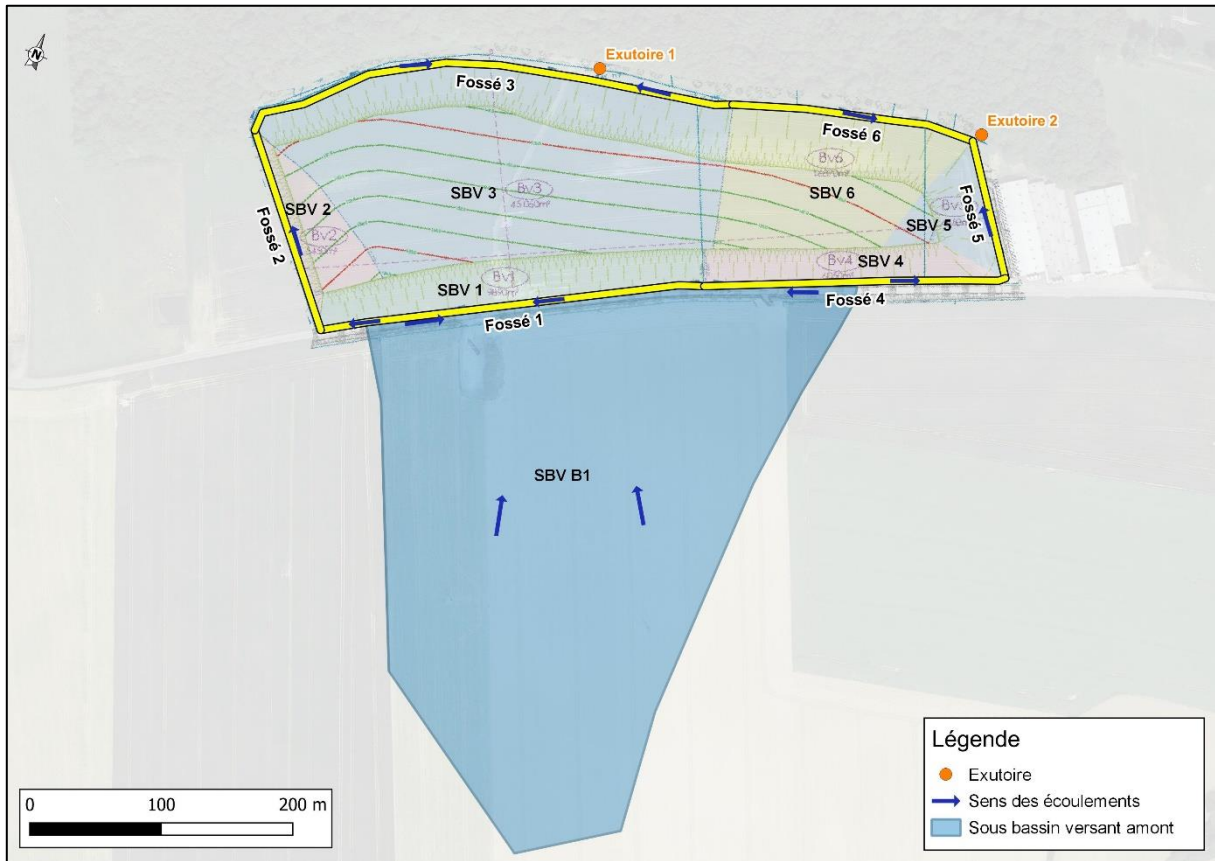 N
Exutoire 1
Fossé 3
Fossé 6
Exutoire 2
Bv6
SBV 3
Bv3
45060m²
SBV 6
SBV 2
Bv2
Fossé 2
SBV 5
Fossé 5
Bv1
SBV 1
Bv4
SBV 4
Fossé 1
Fossé 4
SBV B1
Légende
Exutoire
Sens des écoulements
Sous bassin versant amont
0 100 200 m